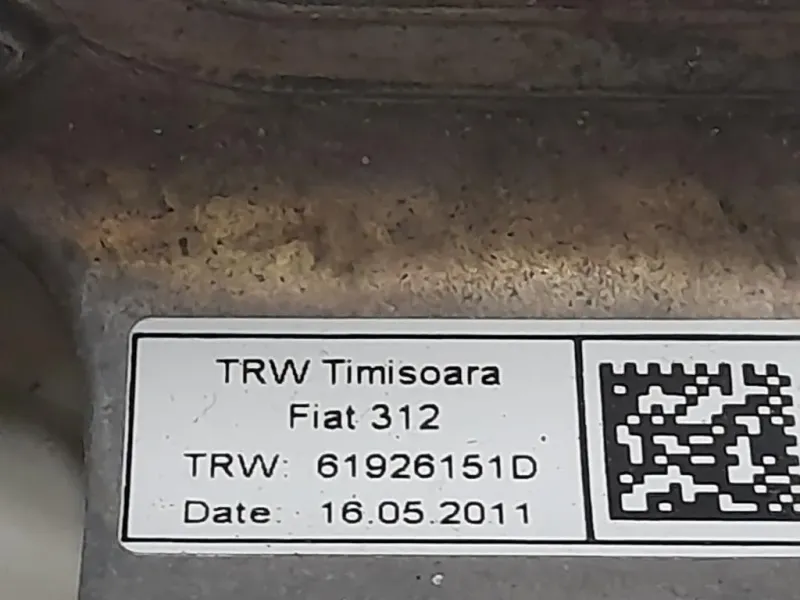 TRW Timisoara
Fiat 312
TRW: 61926151D
Date: 16.05.2011